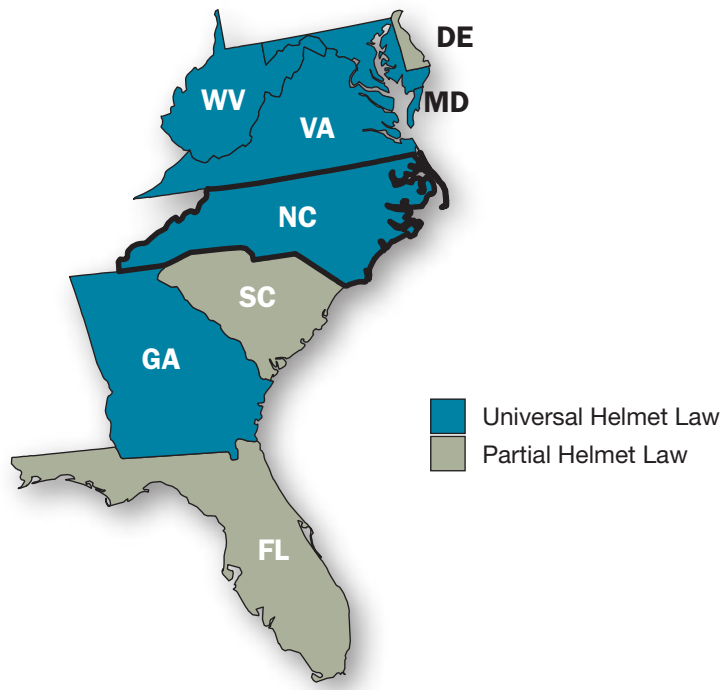 DE
WV
MD
VA
NC
SC
GA
Universal Helmet Law
Partial Helmet Law
FL